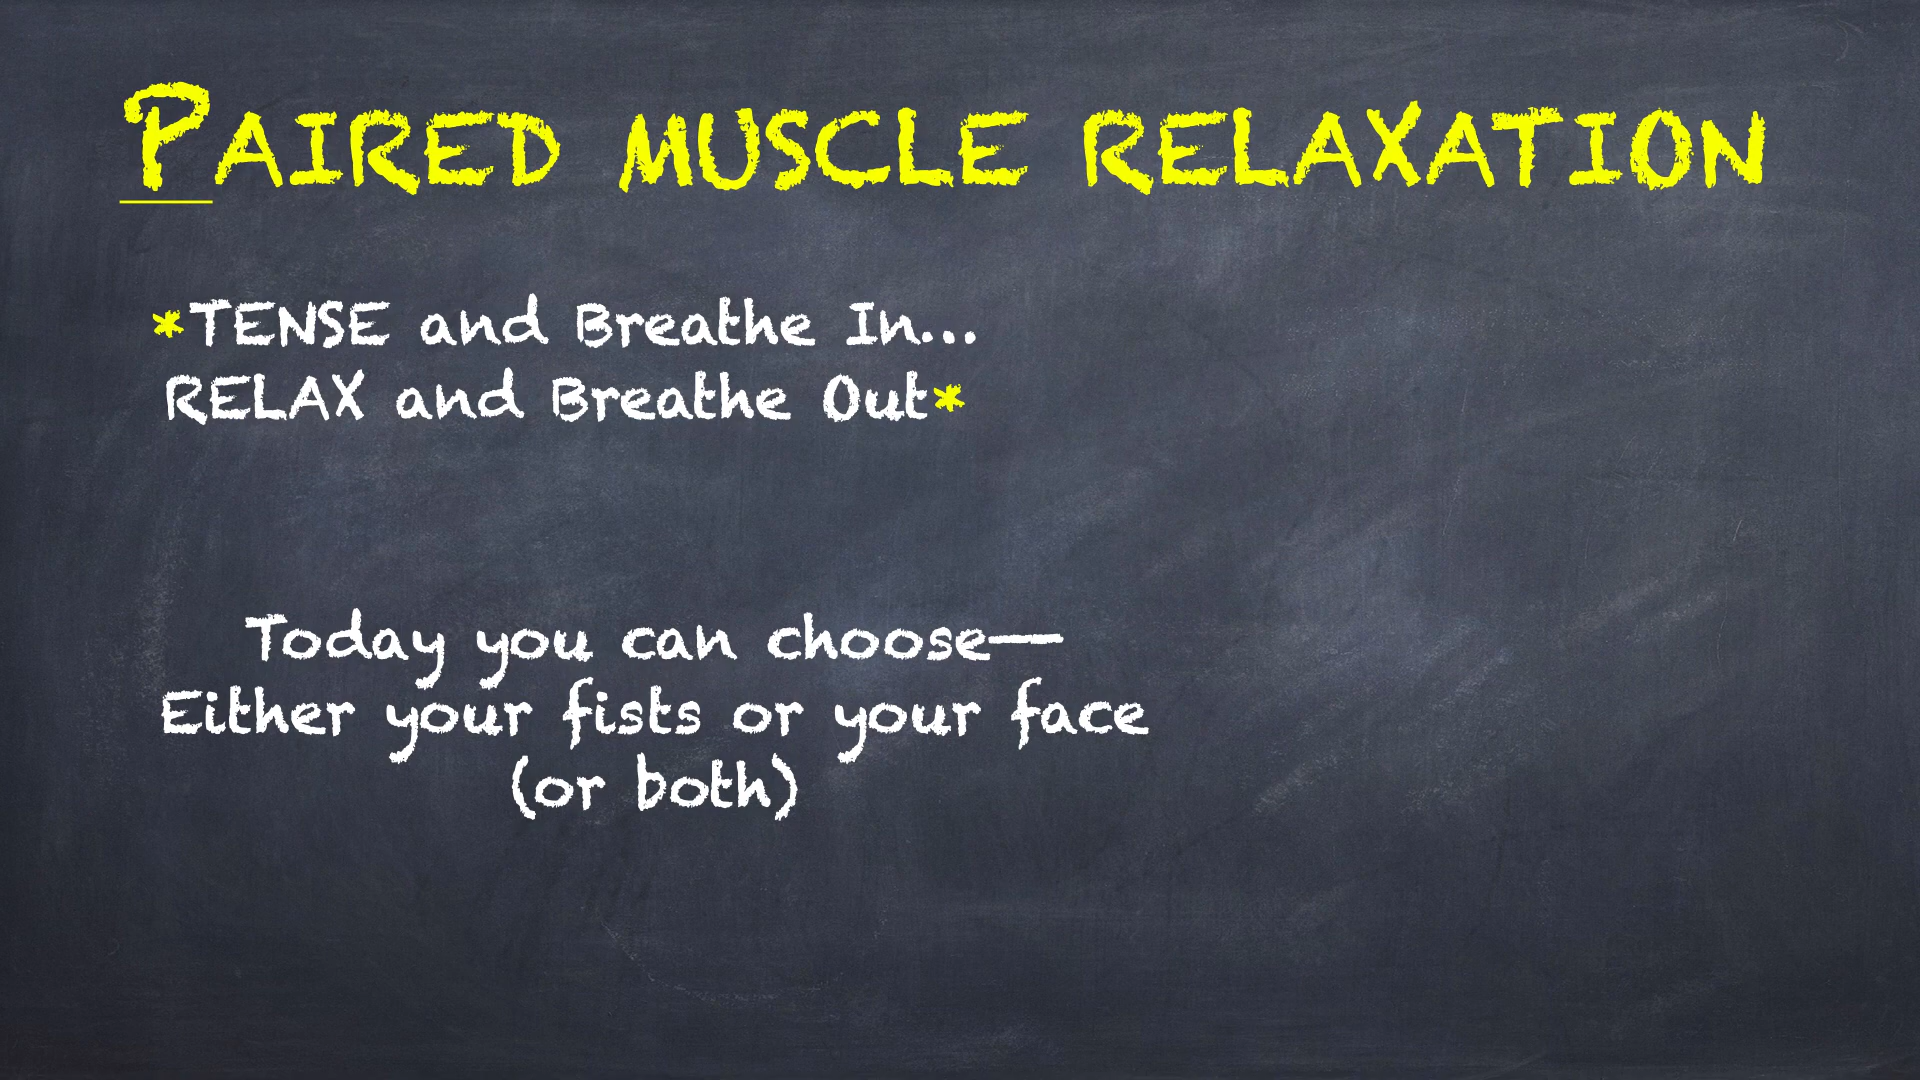 PAIRED MUSCLE RELAXATION
*TENSE and Breathe In...
RELAX and Breathe Out*
Today you can choose—
Either your fists or your face
(or both)